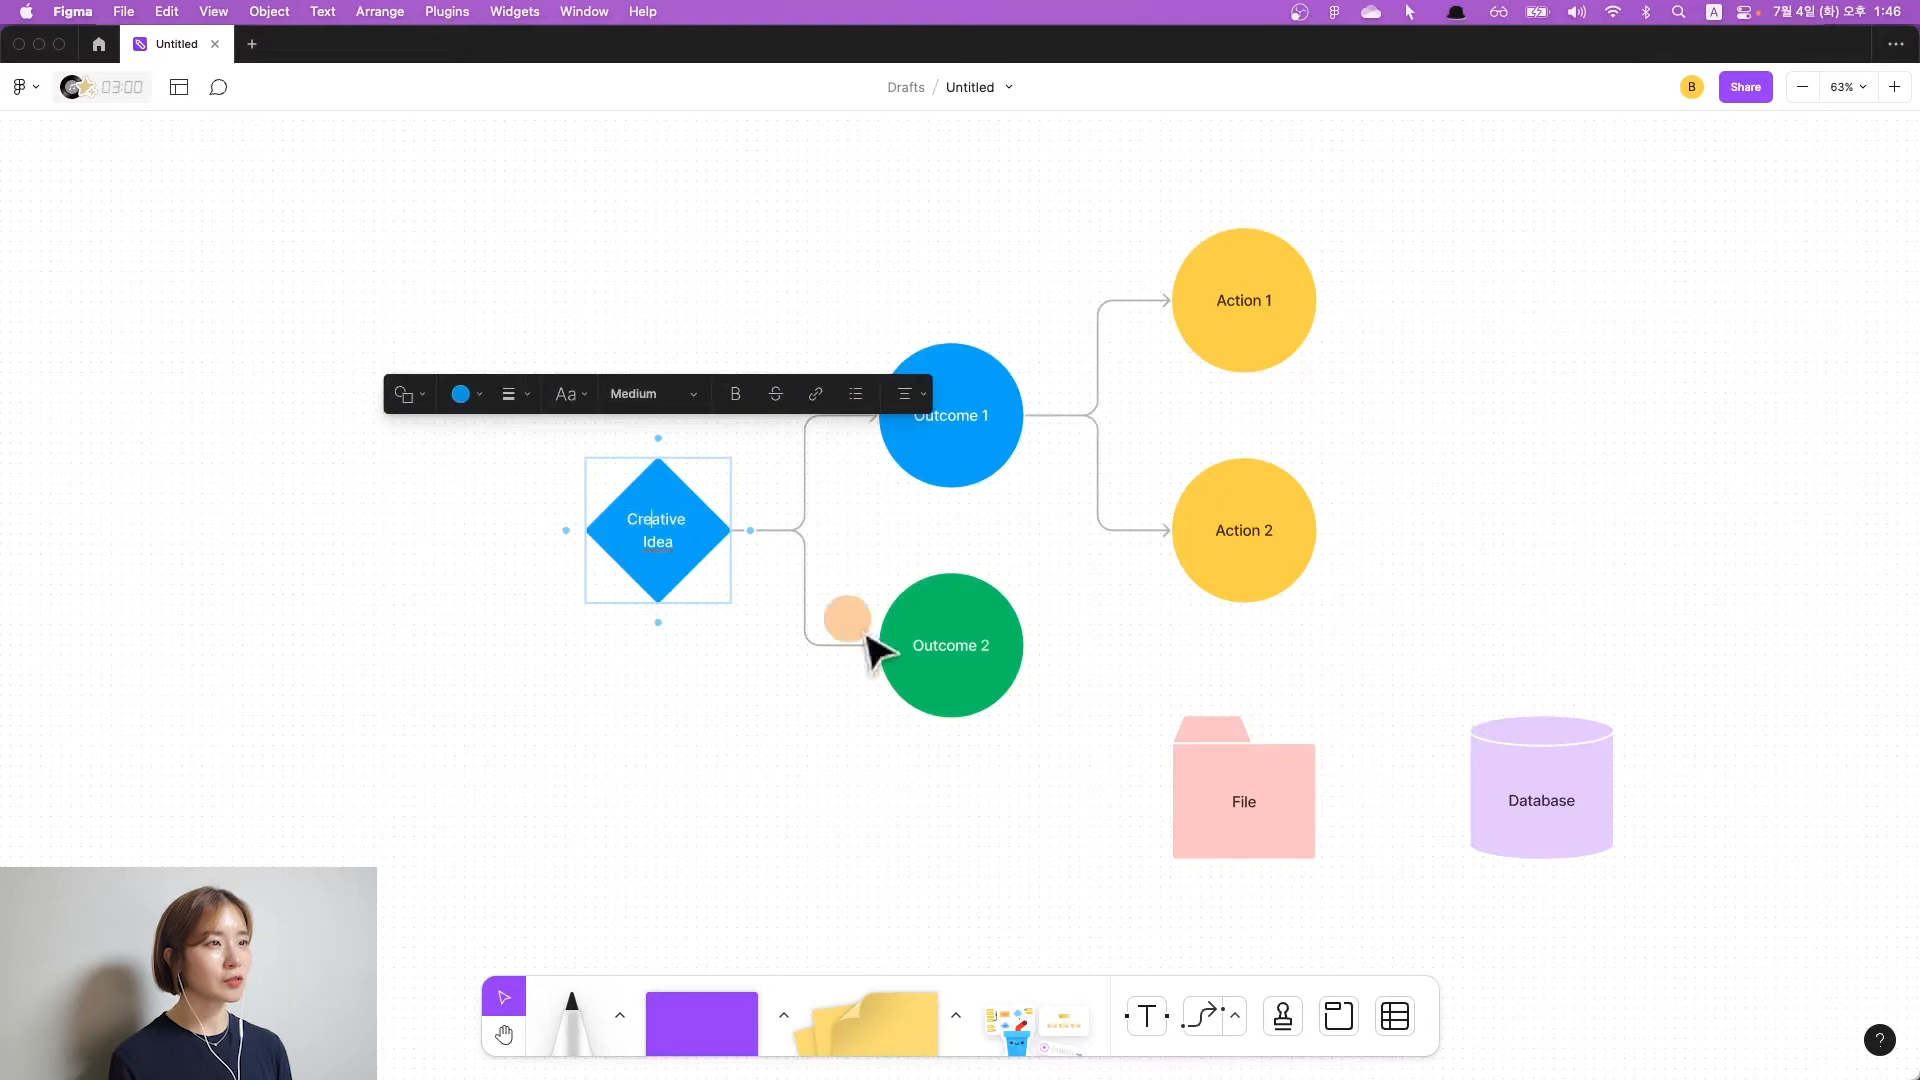 Figma File Edit View Object Text Arrange Plugins Widgets Window Help
A 7월 4일 (화) 오후 1:46
Untitled
03:00
Drafts / Untitled
B
Share
63%
Action 1
Aa Medium B S
Outcome 1
Creative
Idea
Action 2
Outcome 2
File
Database
T
?